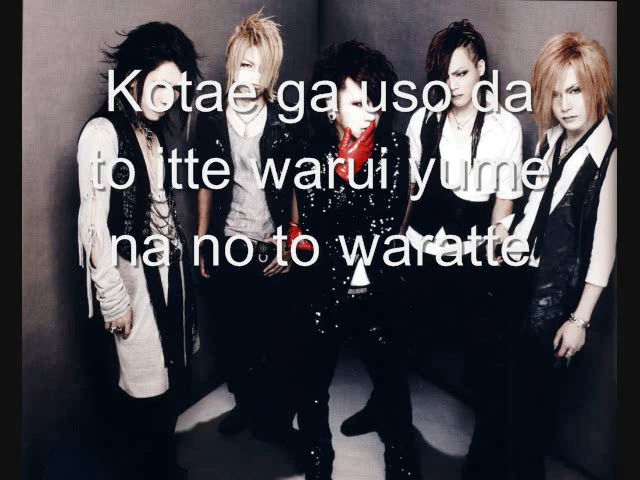 Kotae ga uso da
to itte warui yume
na no to waratte